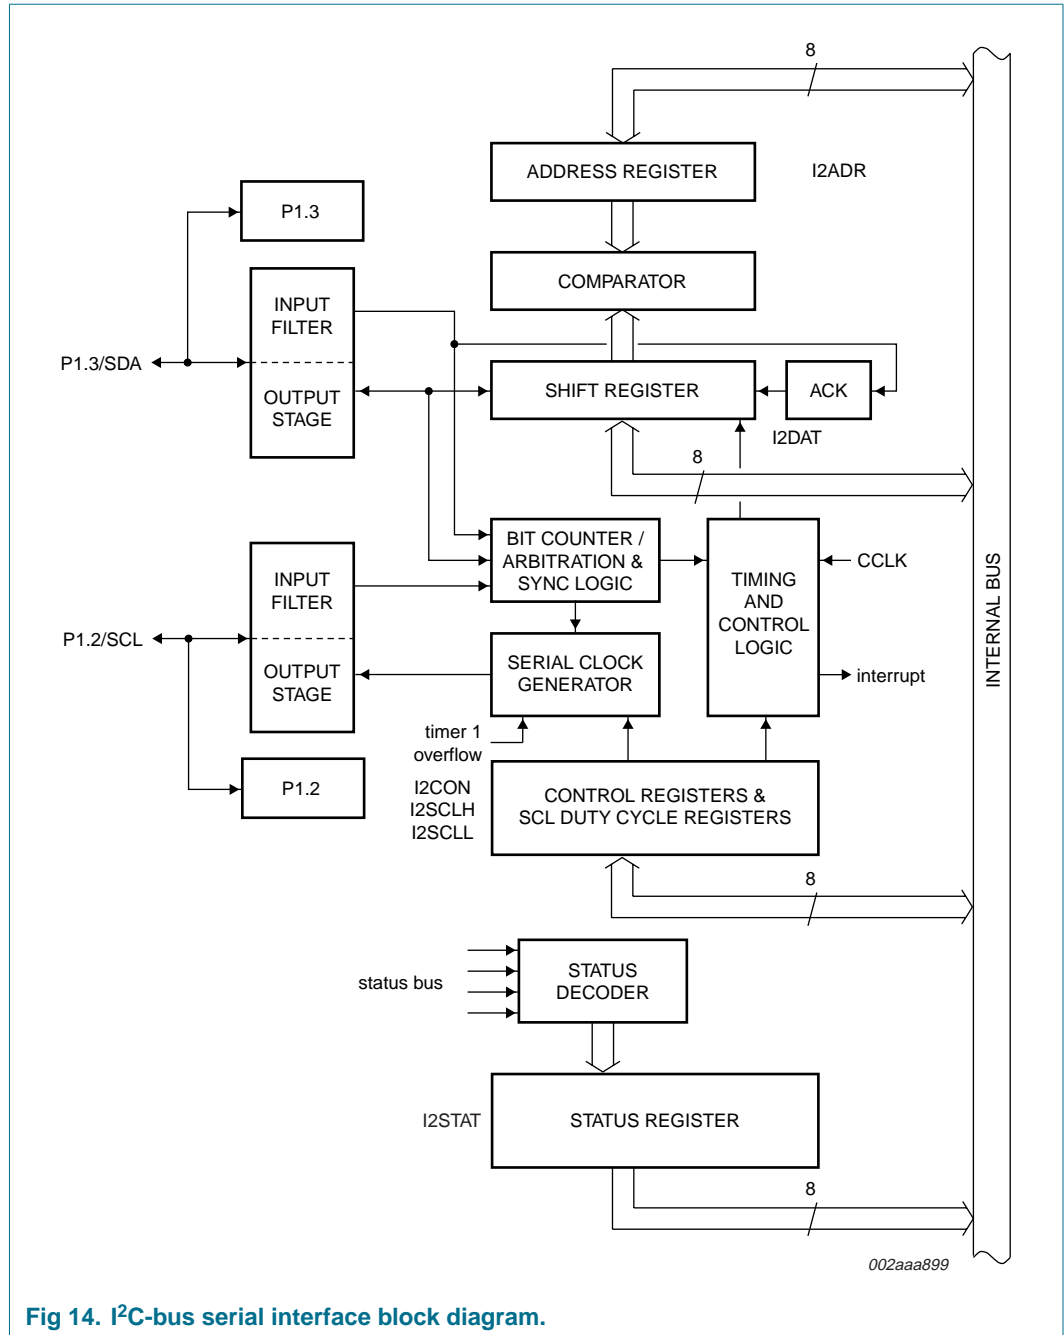 8
ADDRESS REGISTER
I2ADR
P1.3
COMPARATOR
INPUT
FILTER
P1.3/SDA
OUTPUT
STAGE
SHIFT REGISTER
ACK
I2DAT
8
BIT COUNTER /
ARBITRATION &
SYNC LOGIC
INPUT
FILTER
TIMING
AND
CONTROL
LOGIC
CCLK
INTERNAL BUS
P1.2/SCL
OUTPUT
STAGE
SERIAL CLOCK
GENERATOR
interrupt
timer 1
overflow
P1.2
I2CON
I2SCLH
I2SCLL
CONTROL REGISTERS &
SCL DUTY CYCLE REGISTERS
8
status bus
STATUS
DECODER
I2STAT
STATUS REGISTER
8
002aaa899
Fig 14. I²C-bus serial interface block diagram.